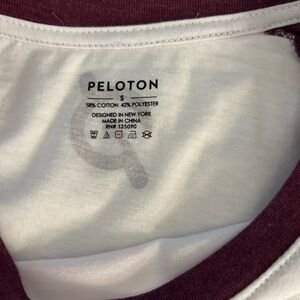 PELOTON
S
58% COTTON 42% POLYESTER
DESIGNED IN NEW YORK
MADE IN CHINA
RN# 135090